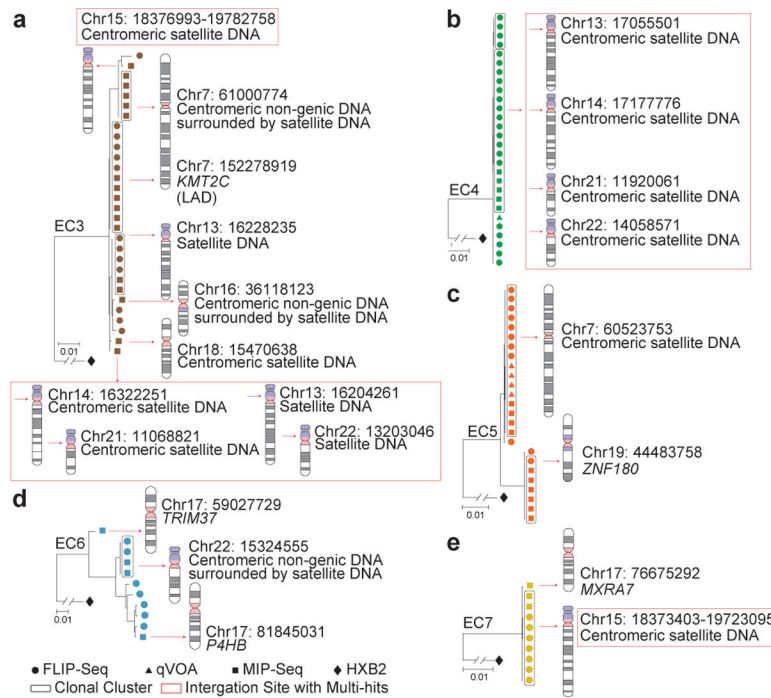 a
Chr15: 18376993-19782758
Centromeric satellite DNA
Chr7: 61000774
Centromeric non-genic DNA
surrounded by satellite DNA
Chr7: 152278919
KMT2C
(LAD)
EC3
Chr13: 16228235
Satellite DNA
Chr16: 36118123
Centromeric non-genic DNA
surrounded by satellite DNA
0.01
Chr18: 15470638
Centromeric satellite DNA
Chr14: 16322251
Centromeric satellite DNA
Chr13: 16204261
Satellite DNA
Chr21: 11068821
Centromeric satellite DNA
Chr22: 13203046
Satellite DNA
b
Chr13: 17055501
Centromeric satellite DNA
Chr14: 17177776
Centromeric satellite DNA
EC4
Chr21: 11920061
Centromeric satellite DNA
Chr22: 14058571
Centromeric satellite DNA
0.01
c
Chr7: 60523753
Centromeric satellite DNA
EC5
Chr19: 44483758
ZNF180
0.01
d
Chr17: 59027729
TRIM37
EC6
Chr22: 15324555
Centromeric non-genic DNA
surrounded by satellite DNA
Chr17: 81845031
P4HB
0.01
e
Chr17: 76675292
MXRA7
EC7
Chr15: 18373403-19723095
Centromeric satellite DNA
0.01
FLIP-Seq qVOA MIP-Seq HXB2
Clonal Cluster Intergation Site with Multi-hits